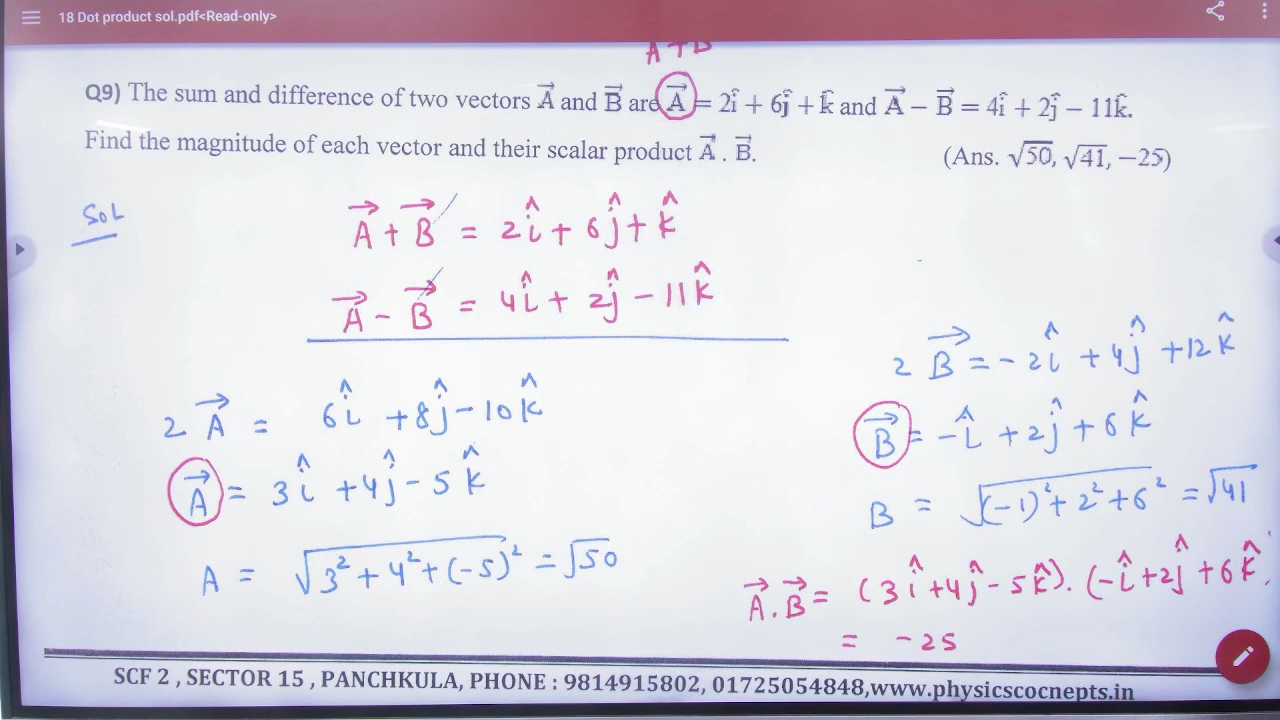 18 Dot product sol.pdf<Read-only>
A + B
Q9) The sum and difference of two vectors A⃗ and B⃗ are A⃗ = 2î + 6ĵ + k̂ and A⃗ − B⃗ = 4î + 2ĵ − 11k̂.
Find the magnitude of each vector and their scalar product A⃗ . B⃗.
(Ans. √50, √41, −25)
Sol
A⃗ + B⃗ = 2î + 6ĵ + k̂
A⃗ − B⃗ = 4î + 2ĵ − 11k̂
2A⃗ = 6î + 8ĵ − 10k̂
A⃗ = 3î + 4ĵ − 5k̂
A = √3² + 4² + (−5)² = √50
2B⃗ = −2î + 4ĵ + 12k̂
B⃗ = −î + 2ĵ + 6k̂
B = √(−1)² + 2² + 6² = √41
A⃗.B⃗ = (3î + 4ĵ − 5k̂).(−î + 2ĵ + 6k̂)
= −25
SCF 2 , SECTOR 15 , PANCHKULA, PHONE : 9814915802, 01725054848,www.physicscocnepts.in